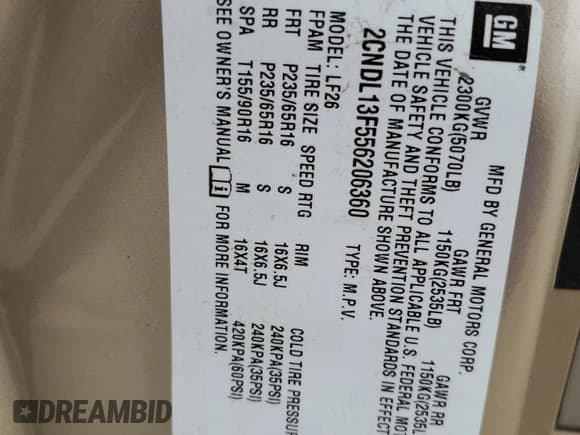 GM
MFD BY GENERAL MOTORS CORP.
GVWR GAWR FRT GAWR RR
2300KG(5070LB) 1150KG(2535LB) 1150KG(2535L
THIS VEHICLE CONFORMS TO ALL APPLICABLE U.S. FEDERAL MOT
VEHICLE SAFETY AND THEFT PREVENTION STANDARDS IN EFFECT
THE DATE OF MANUFACTURE SHOWN ABOVE.
2CNDL13F556206360 TYPE: M.P.V.
MODEL: LF26
FPAM TIRE SIZE SPEED RTG RIM COLD TIRE PRESSUR
FRT P235/65R16 S 16X6.5J 240KPA(35PSI)
RR P235/65R16 S 16X6.5J 240KPA(35PSI)
SPA T155/90R16 M 16X4T 420KPA(60PSI)
SEE OWNER'S MANUAL FOR MORE INFORMATION.
DREAMBID